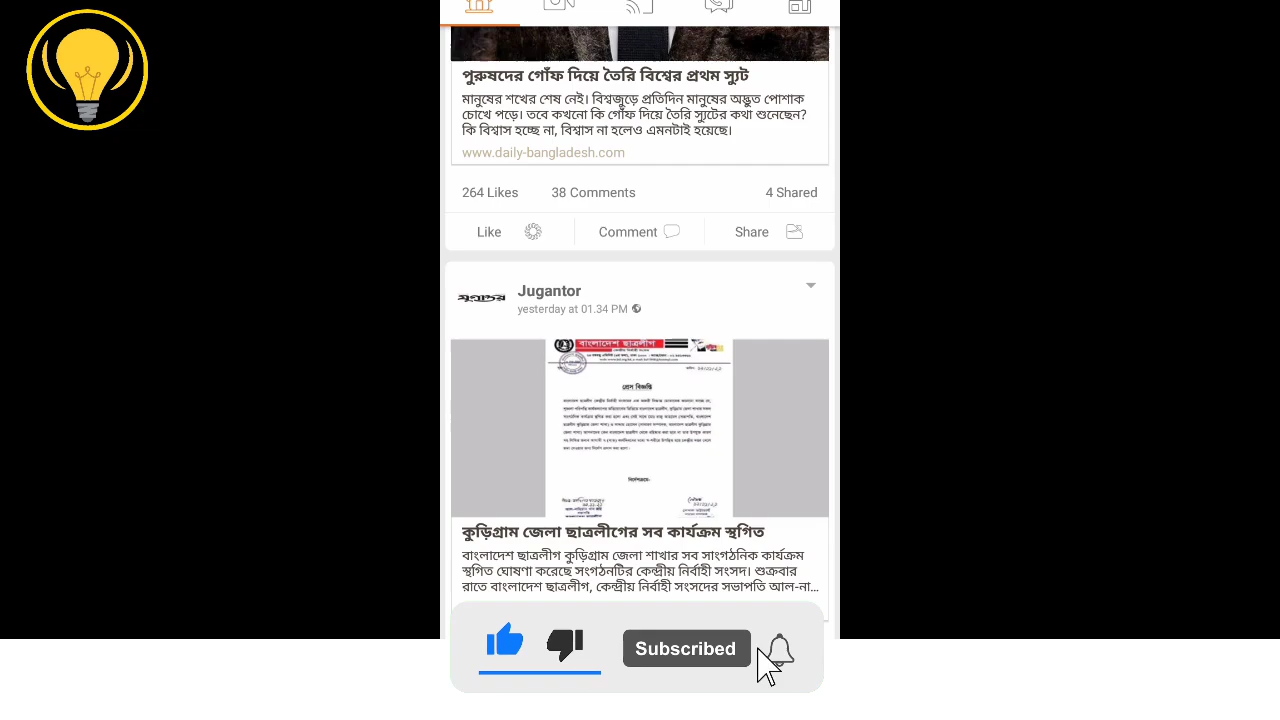 পুরুষদের গোঁফ দিয়ে তৈরি বিশ্বের প্রথম স্যুট
মানুষের শখের শেষ নেই। বিশ্বজুড়ে প্রতিদিন মানুষের অদ্ভুত পোশাক
চোখে পড়ে। তবে কখনো কি গোঁফ দিয়ে তৈরি স্যুটের কথা শুনেছেন?
কি বিশ্বাস হচ্ছে না, বিশ্বাস না হলেও এমনটাই হয়েছে।
www.daily-bangladesh.com
264 Likes 38 Comments 4 Shared
Like Comment Share
যুগান্তর
Jugantor
yesterday at 01.34 PM
বাংলাদেশ ছাত্রলীগ
প্রেস বিজ্ঞপ্তি
কুড়িগ্রাম জেলা ছাত্রলীগের সব কার্যক্রম স্থগিত
বাংলাদেশ ছাত্রলীগ কুড়িগ্রাম জেলা শাখার সব সাংগঠনিক কার্যক্রম
স্থগিত ঘোষণা করেছে সংগঠনটির কেন্দ্রীয় নির্বাহী সংসদ। শুক্রবার
রাতে বাংলাদেশ ছাত্রলীগ, কেন্দ্রীয় নির্বাহী সংসদের সভাপতি আল-না...
Subscribed